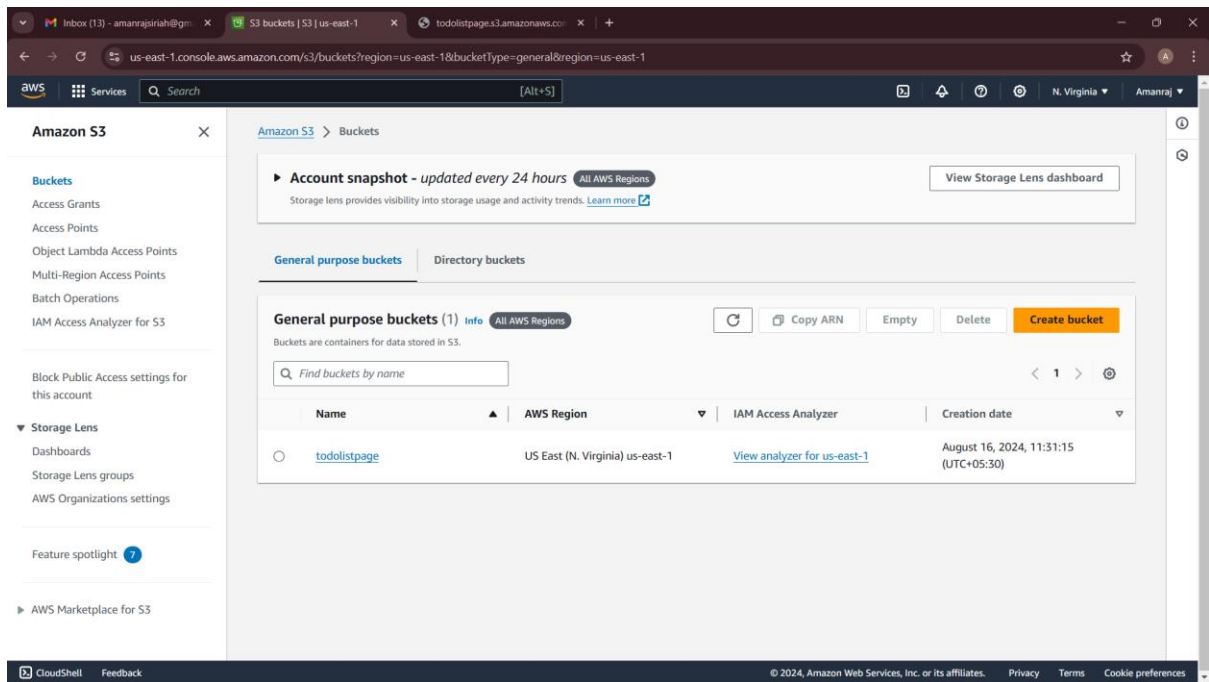 Inbox (13) - amanrajsiriah@gm
S3 buckets | S3 | us-east-1
todolistpage.s3.amazonaws.con
us-east-1.console.aws.amazon.com/s3/buckets?region=us-east-1&bucketType=general&region=us-east-1
A
aws
Services
Search
[Alt+S]
N. Virginia
Amanraj
Amazon S3
Buckets
Access Grants
Access Points
Object Lambda Access Points
Multi-Region Access Points
Batch Operations
IAM Access Analyzer for S3
Block Public Access settings for
this account
Storage Lens
Dashboards
Storage Lens groups
AWS Organizations settings
Feature spotlight 7
AWS Marketplace for S3
Amazon S3 > Buckets
Account snapshot - updated every 24 hours All AWS Regions
Storage lens provides visibility into storage usage and activity trends. Learn more
View Storage Lens dashboard
General purpose buckets
Directory buckets
General purpose buckets (1) Info All AWS Regions
Buckets are containers for data stored in S3.
Copy ARN
Empty
Delete
Create bucket
Find buckets by name
1
Name
AWS Region
IAM Access Analyzer
Creation date
todolistpage
US East (N. Virginia) us-east-1
View analyzer for us-east-1
August 16, 2024, 11:31:15
(UTC+05:30)
CloudShell
Feedback
© 2024, Amazon Web Services, Inc. or its affiliates.
Privacy
Terms
Cookie preferences